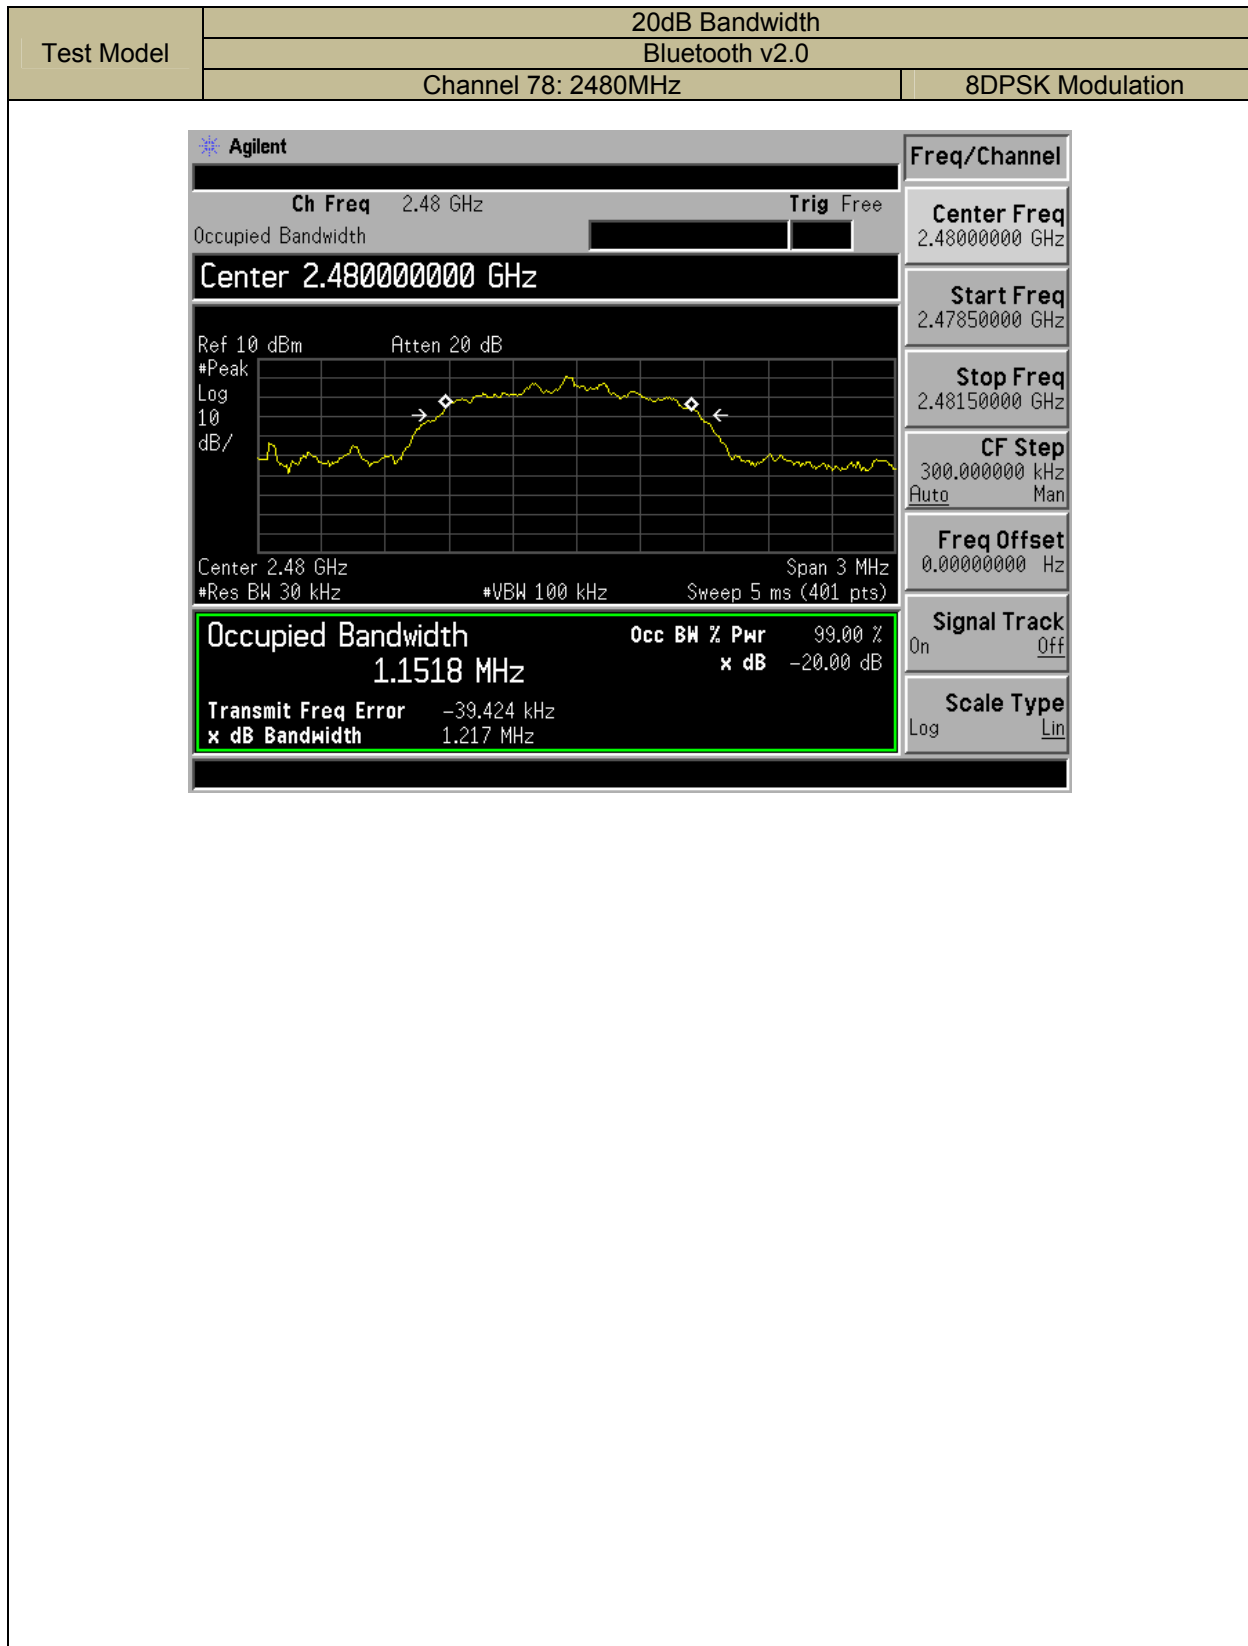 Test Model
20dB Bandwidth
Bluetooth v2.0
Channel 78: 2480MHz
8DPSK Modulation
Agilent
Ch Freq 2.48 GHz
Trig Free
Occupied Bandwidth
Center 2.480000000 GHz
Ref 10 dBm
Atten 20 dB
#Peak
Log
10
dB/
Center 2.48 GHz
Span 3 MHz
#Res BW 30 kHz
#VBW 100 kHz
Sweep 5 ms (401 pts)
Occupied Bandwidth
1.1518 MHz
Occ BW % Pwr 99.00 %
x dB -20.00 dB
Transmit Freq Error -39.424 kHz
x dB Bandwidth 1.217 MHz
Freq/Channel
Center Freq
2.48000000 GHz
Start Freq
2.47850000 GHz
Stop Freq
2.48150000 GHz
CF Step
300.000000 kHz
Auto Man
Freq Offset
0.00000000 Hz
Signal Track
On Off
Scale Type
Log Lin